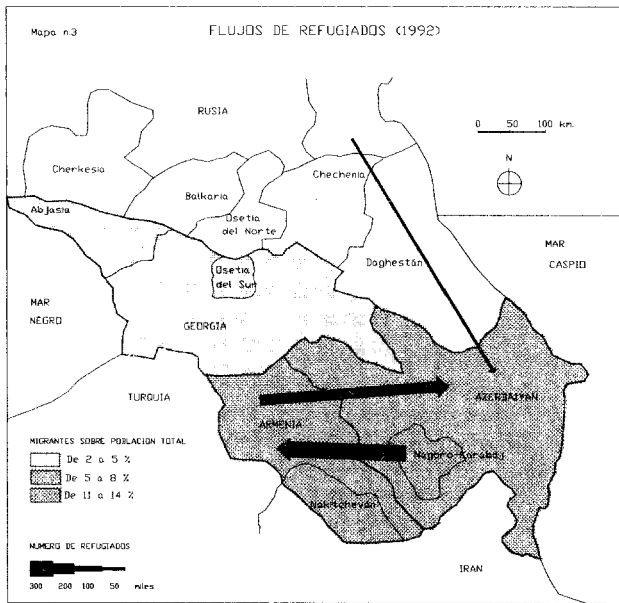 Mapa n.3
FLUJOS DE REFUGIADOS (1992)
RUSIA
0 50 100 km.
N
Cherkesia
Balkaria
Chechenia
Abjasia
Osetia
del Norte
Osetia
del Sur
Daghestán
MAR
CASPIO
MAR
NEGRO
GEORGIA
TURQUIA
ARMENIA
AZERBAIYAN
Nagoro-Karabaj
Nakitchevan
IRAN
MIGRANTES SOBRE POBLACION TOTAL
De 2 a 5 %
De 5 a 8 %
De 11 a 14 %
NUMERO DE REFUGIADOS
300 200 100 50 miles